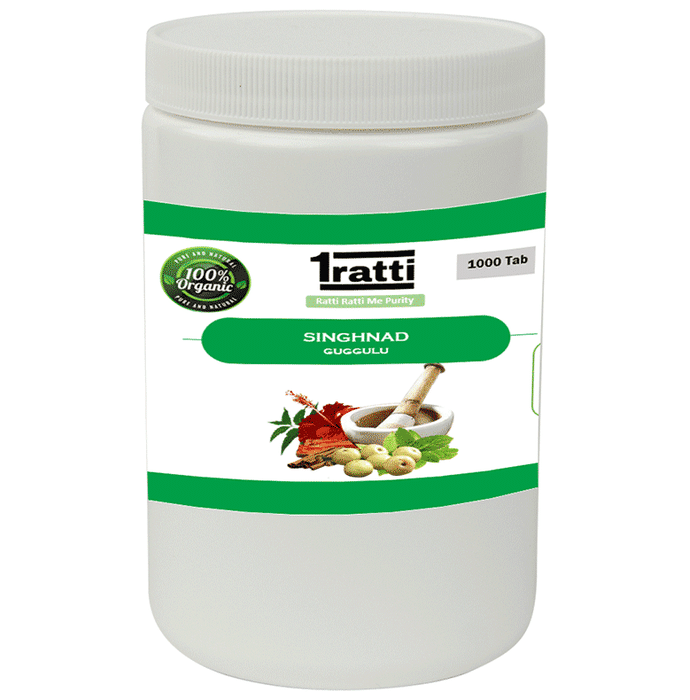 PURE AND NATURAL
100%
Organic
PURE AND NATURAL
1ratti
Ratti Ratti Me Purity
1000 Tab
SINGHNAD
GUGGULU